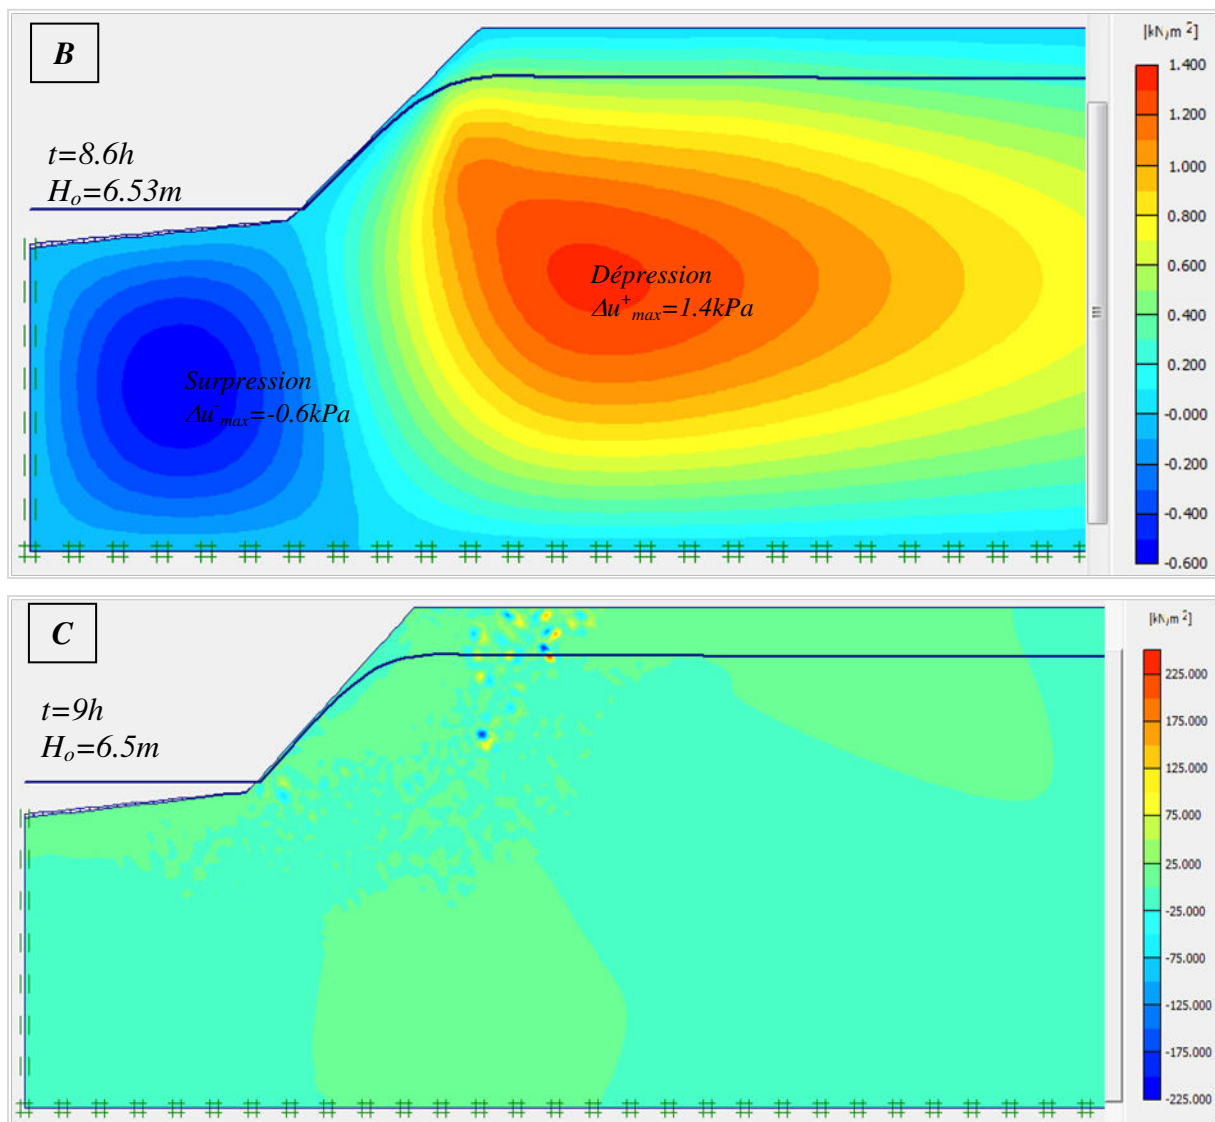 B
[kN/m²]
t=8.6h
Hₒ=6.53m
Dépression
Δu⁺max=1.4kPa
Surpression
Δu⁻max=-0.6kPa
1.400
1.200
1.000
0.800
0.600
0.400
0.200
-0.000
-0.200
-0.400
-0.600
C
[kN/m²]
t=9h
Hₒ=6.5m
225.000
175.000
125.000
75.000
25.000
-25.000
-75.000
-125.000
-175.000
-225.000